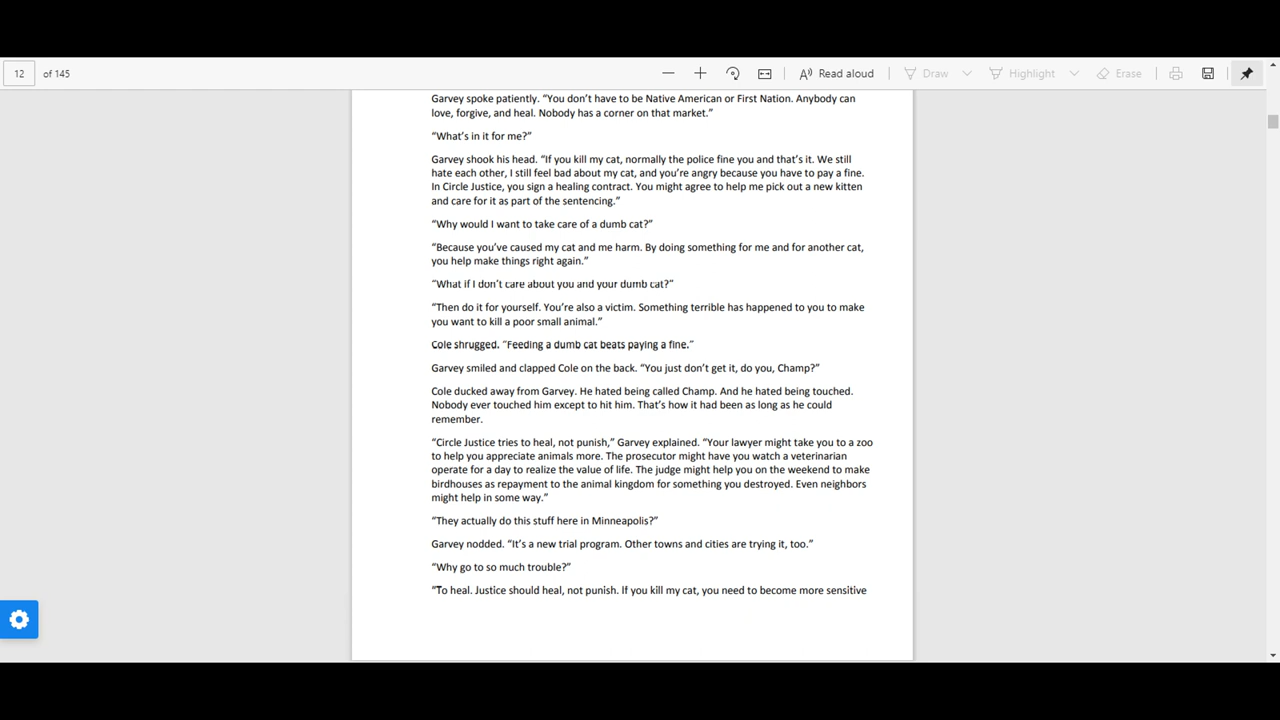 12 of 145
Read aloud
Draw
Highlight
Erase
Garvey spoke patiently. “You don’t have to be Native American or First Nation. Anybody can
love, forgive, and heal. Nobody has a corner on that market.”
“What’s in it for me?”
Garvey shook his head. “If you kill my cat, normally the police fine you and that’s it. We still
hate each other, I still feel bad about my cat, and you’re angry because you have to pay a fine.
In Circle Justice, you sign a healing contract. You might agree to help me pick out a new kitten
and care for it as part of the sentencing.”
“Why would I want to take care of a dumb cat?”
“Because you’ve caused my cat and me harm. By doing something for me and for another cat,
you help make things right again.”
“What if I don’t care about you and your dumb cat?”
“Then do it for yourself. You’re also a victim. Something terrible has happened to you to make
you want to kill a poor small animal.”
Cole shrugged. “Feeding a dumb cat beats paying a fine.”
Garvey smiled and clapped Cole on the back. “You just don’t get it, do you, Champ?”
Cole ducked away from Garvey. He hated being called Champ. And he hated being touched.
Nobody ever touched him except to hit him. That’s how it had been as long as he could
remember.
“Circle Justice tries to heal, not punish,” Garvey explained. “Your lawyer might take you to a zoo
to help you appreciate animals more. The prosecutor might have you watch a veterinarian
operate for a day to realize the value of life. The judge might help you on the weekend to make
birdhouses as repayment to the animal kingdom for something you destroyed. Even neighbors
might help in some way.”
“They actually do this stuff here in Minneapolis?”
Garvey nodded. “It’s a new trial program. Other towns and cities are trying it, too.”
“Why go to so much trouble?”
“To heal. Justice should heal, not punish. If you kill my cat, you need to become more sensitive